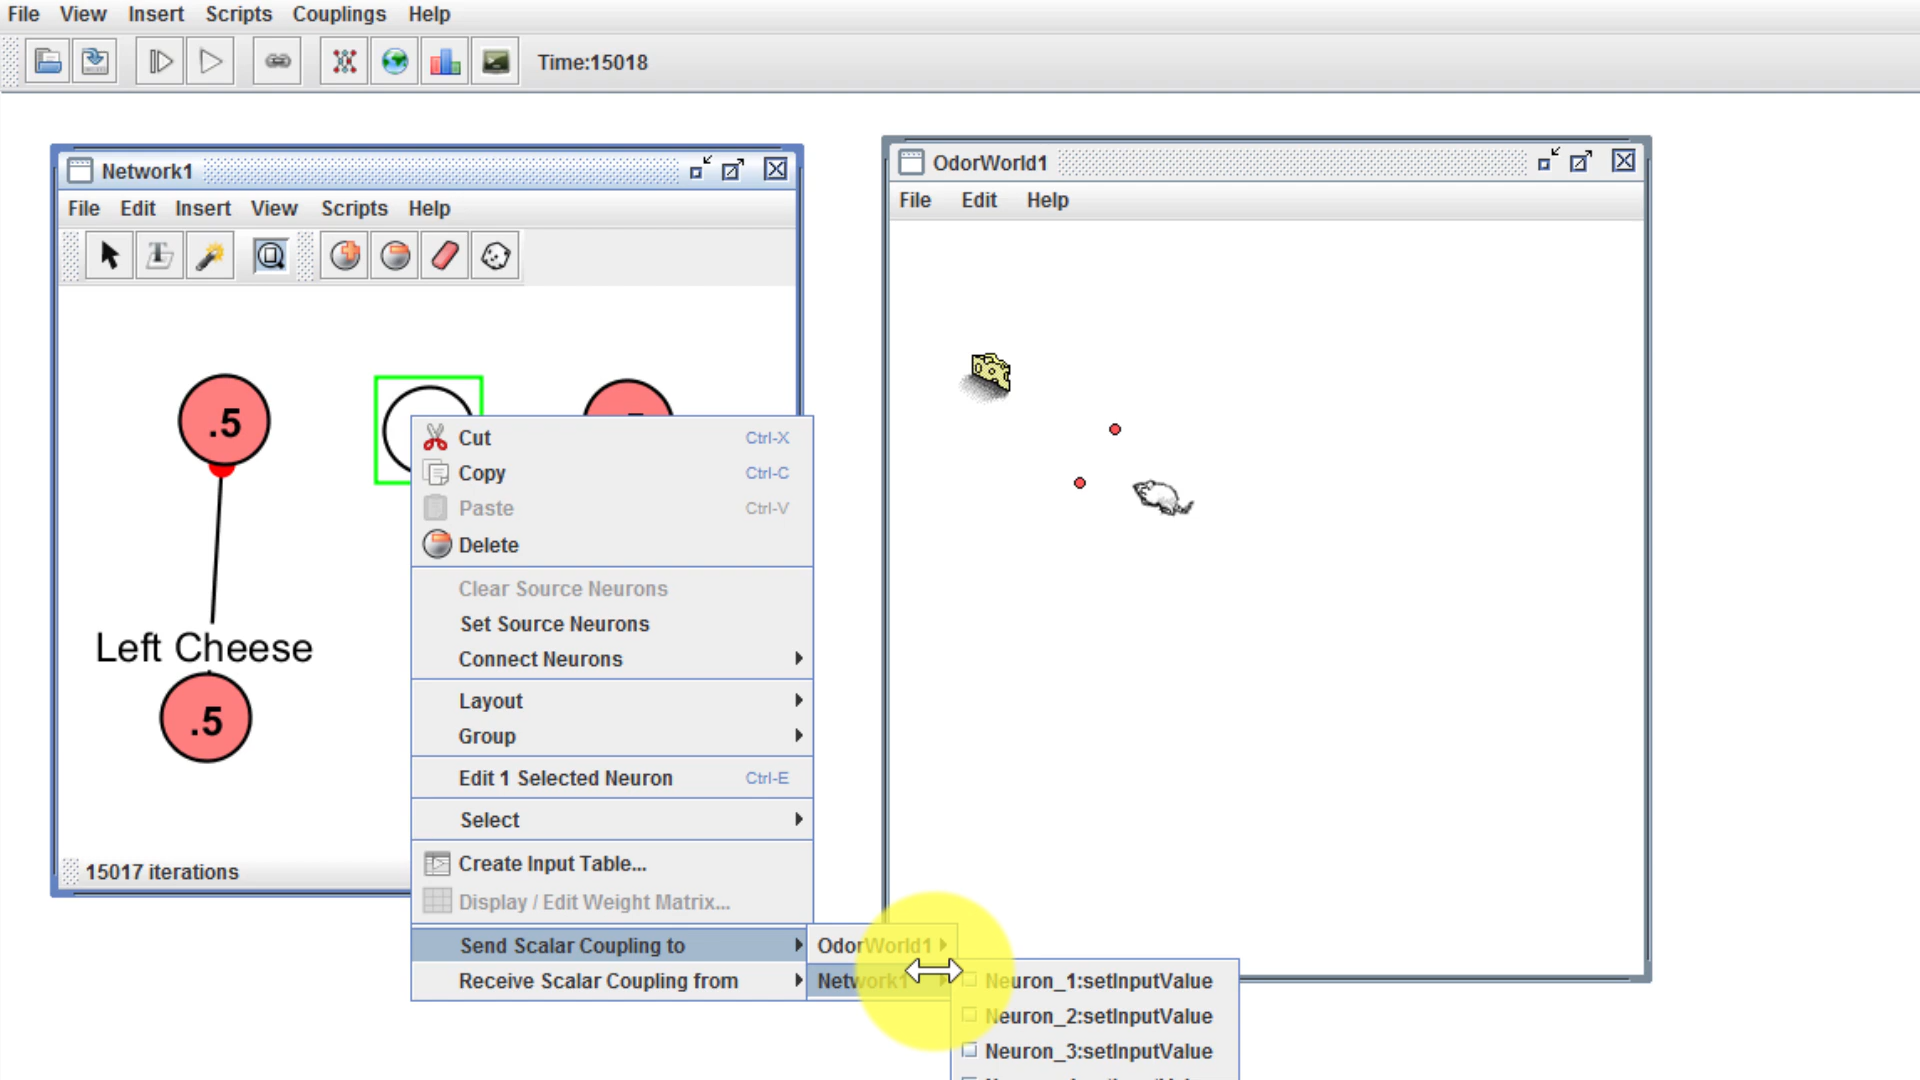 File View Insert Scripts Couplings Help
Time:15018
Network1
File Edit Insert View Scripts Help
.5
Left Cheese
.5
15017 iterations
Cut Ctrl-X
Copy Ctrl-C
Paste Ctrl-V
Delete
Clear Source Neurons
Set Source Neurons
Connect Neurons
Layout
Group
Edit 1 Selected Neuron Ctrl-E
Select
Create Input Table...
Display / Edit Weight Matrix...
Send Scalar Coupling to
Receive Scalar Coupling from
OdorWorld1
Network1
Neuron_1:setInputValue
Neuron_2:setInputValue
Neuron_3:setInputValue
OdorWorld1
File Edit Help